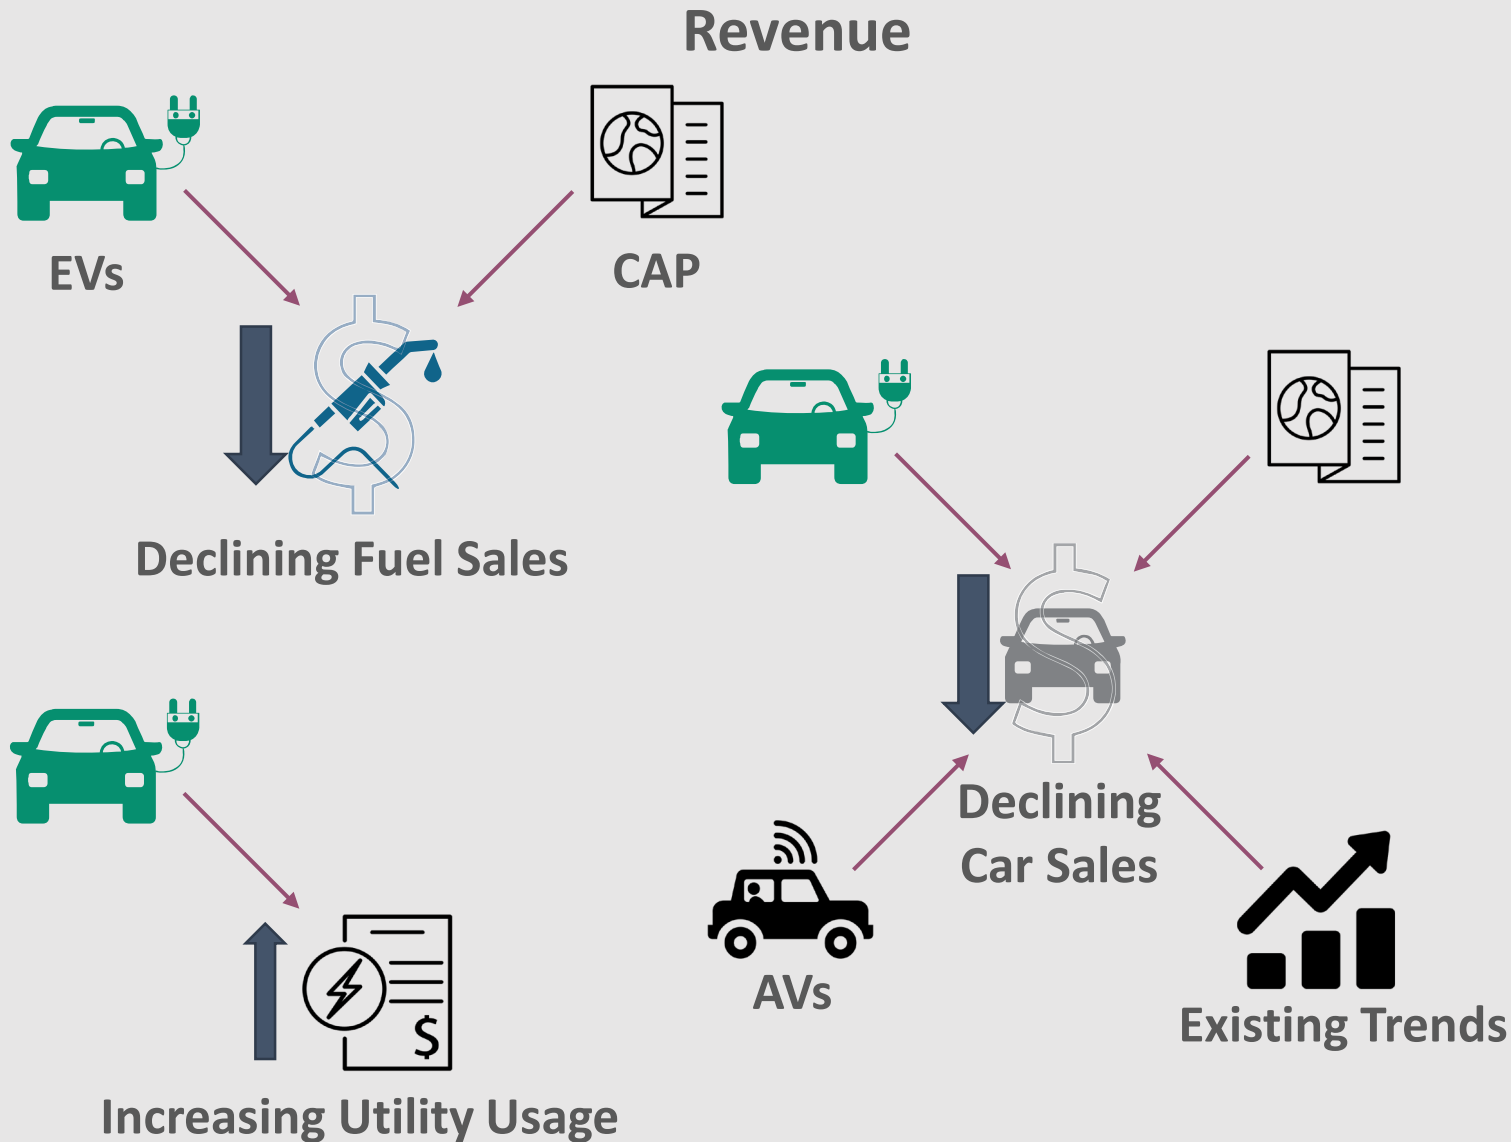 Revenue
EVs
CAP
Declining Fuel Sales
Declining
Car Sales
AVs
Existing Trends
$
Increasing Utility Usage